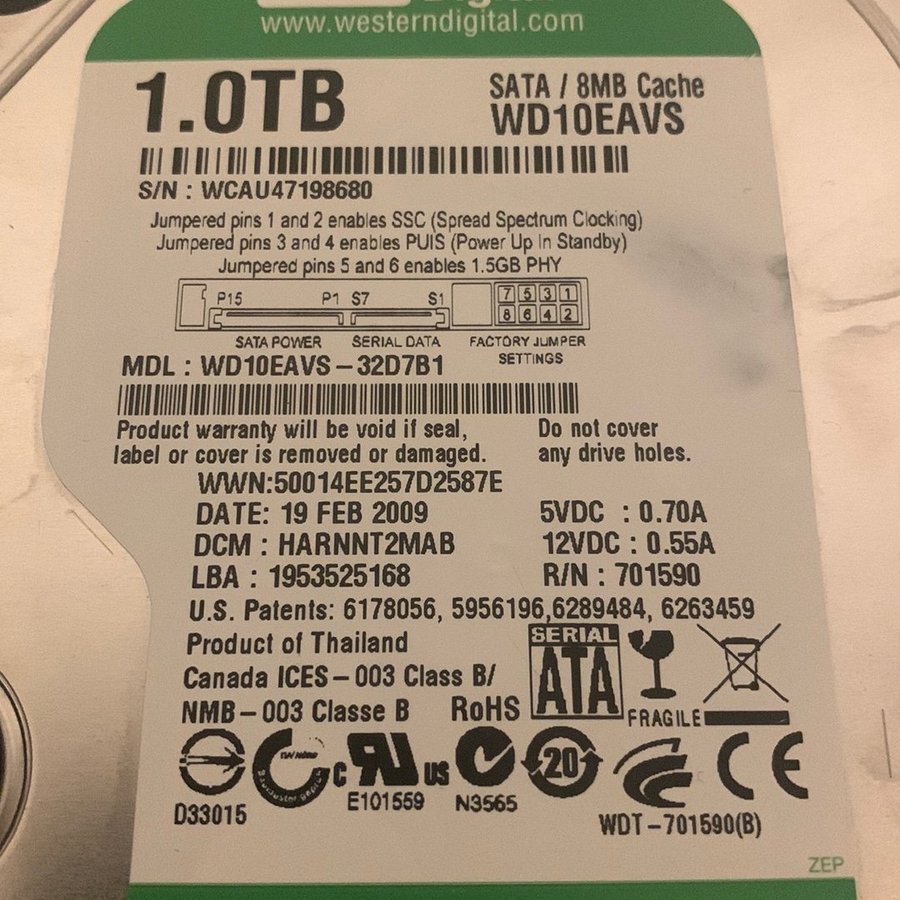 Digital
www.westerndigital.com
1.0TB
SATA / 8MB Cache
WD10EAVS
S/N : WCAU47198680
Jumpered pins 1 and 2 enables SSC (Spread Spectrum Clocking)
Jumpered pins 3 and 4 enables PUIS (Power Up In Standby)
Jumpered pins 5 and 6 enables 1.5GB PHY
P15 P1 S7 S1 7 5 3 1
8 6 4 2
SATA POWER SERIAL DATA FACTORY JUMPER
SETTINGS
MDL : WD10EAVS – 32D7B1
Product warranty will be void if seal,
label or cover is removed or damaged.
Do not cover
any drive holes.
WWN:50014EE257D2587E
DATE: 19 FEB 2009 5VDC : 0.70A
DCM : HARNNT2MAB 12VDC : 0.55A
LBA : 1953525168 R/N : 701590
U.S. Patents: 6178056, 5956196,6289484, 6263459
Product of Thailand
Canada ICES – 003 Class B/
NMB – 003 Classe B RoHS
SERIAL
ATA
FRAGILE
c RU US 20 CE
D33015 E101559 N3565
WDT – 701590(B)
ZEP